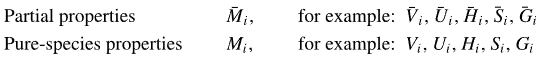 Partial properties M̄ᵢ, for example: V̄ᵢ, Ūᵢ, H̄ᵢ, S̄ᵢ, Ḡᵢ
Pure-species properties Mᵢ, for example: Vᵢ, Uᵢ, Hᵢ, Sᵢ, Gᵢ